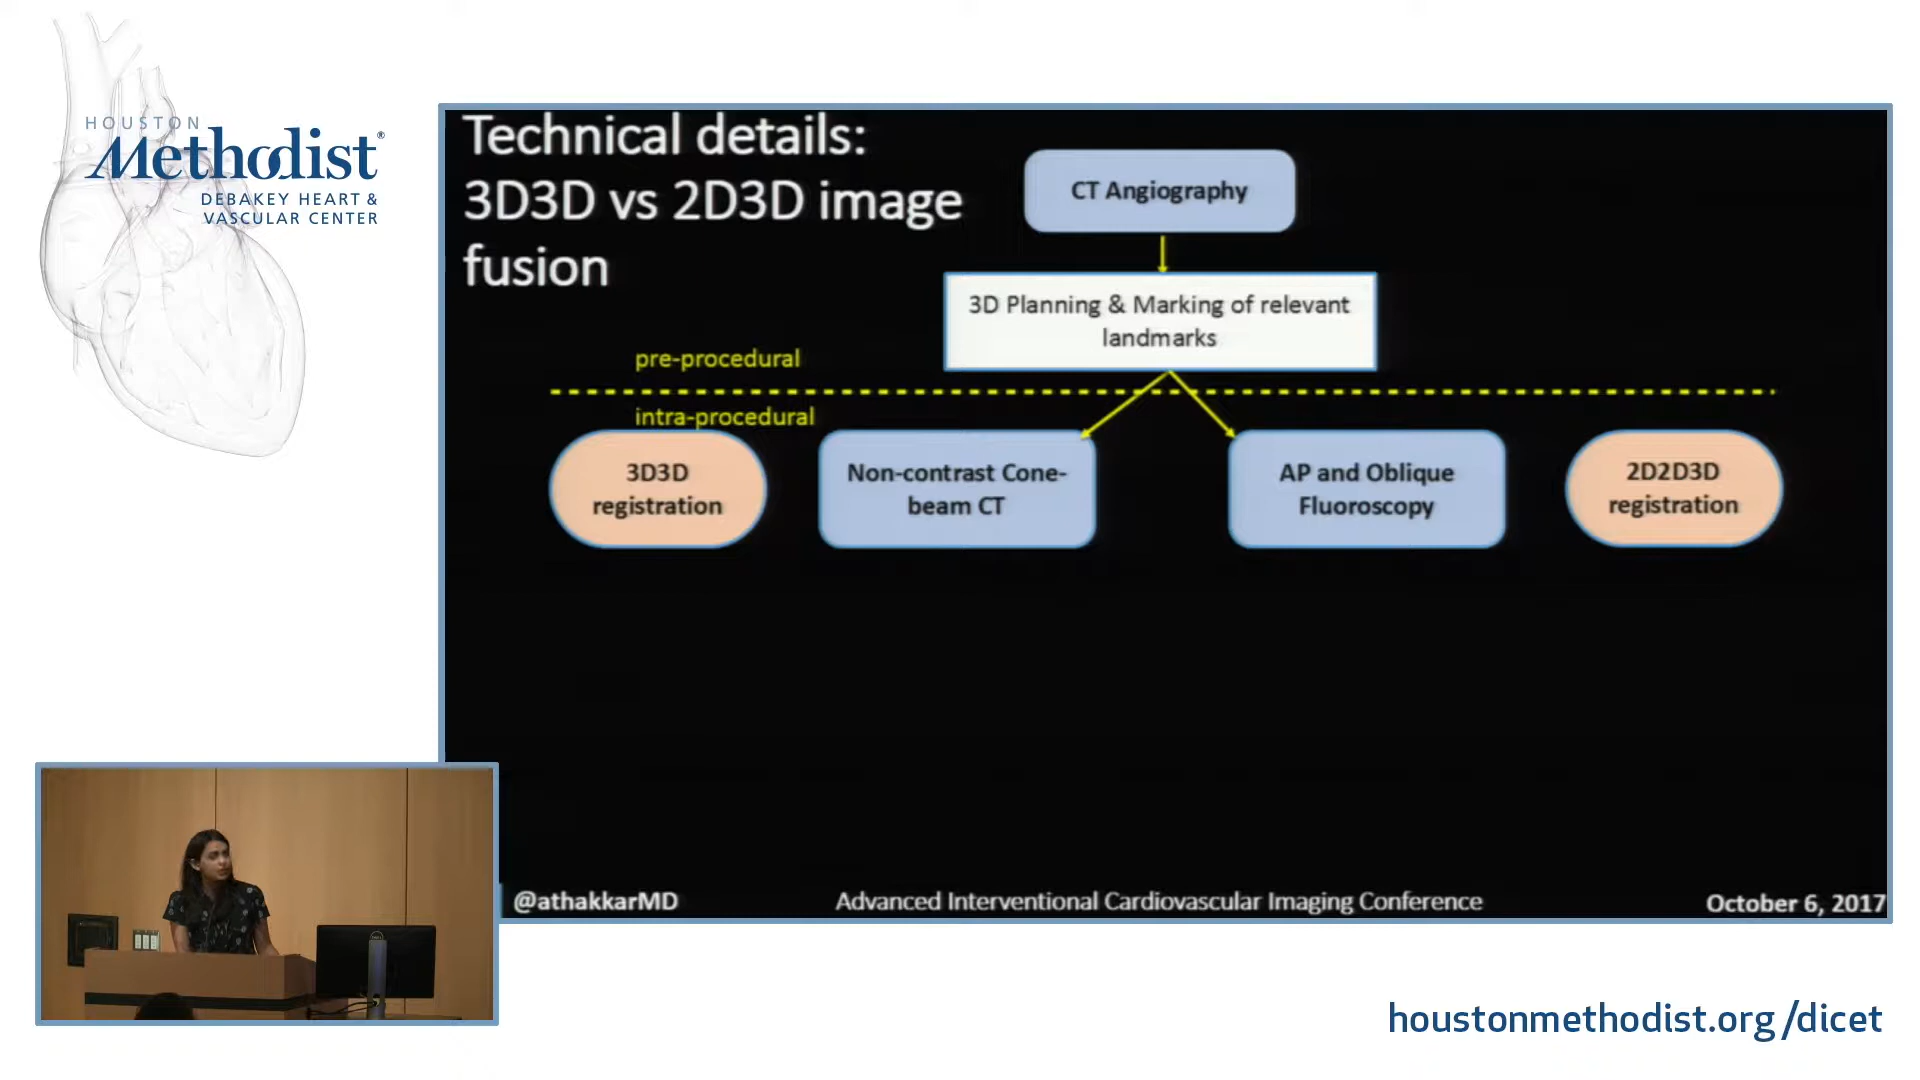 HOUSTON
Methodist®
DEBAKEY HEART &
VASCULAR CENTER
Technical details:
3D3D vs 2D3D image
fusion
CT Angiography
3D Planning & Marking of relevant
landmarks
pre-procedural
intra-procedural
3D3D
registration
Non-contrast Cone-
beam CT
AP and Oblique
Fluoroscopy
2D2D3D
registration
@athakkarMD
Advanced Interventional Cardiovascular Imaging Conference
October 6, 2017
houstonmethodist.org/dicet